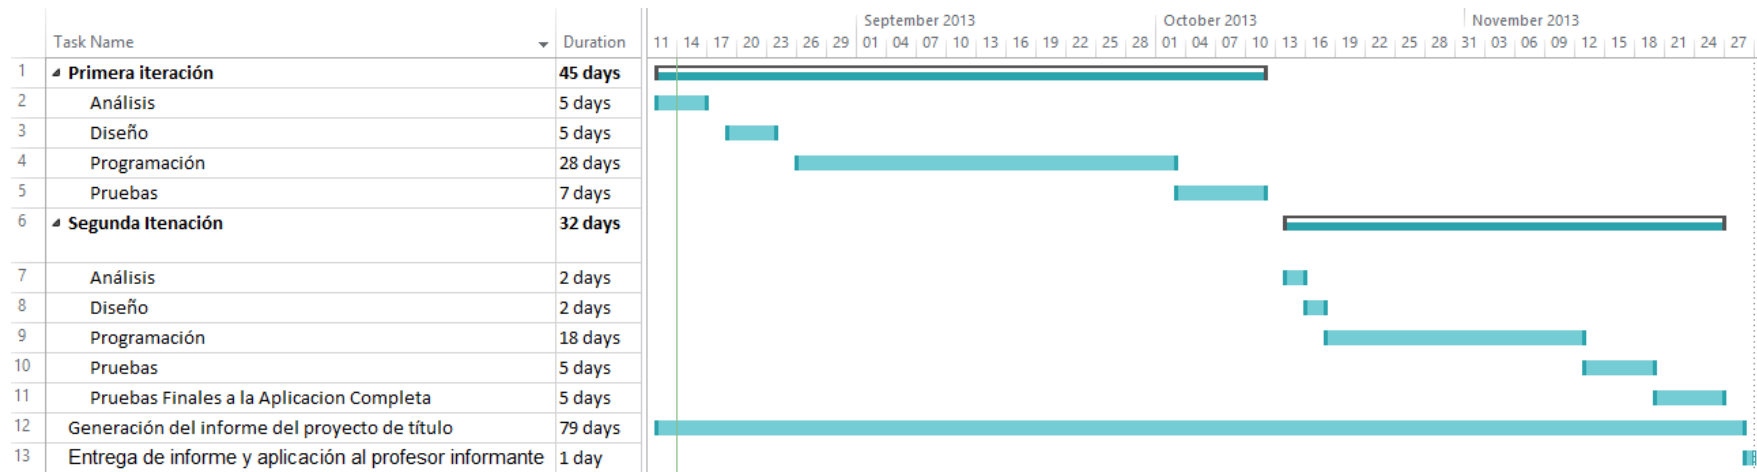 September 2013 October 2013 November 2013
Task Name Duration 11 14 17 20 23 26 29 01 04 07 10 13 16 19 22 25 28 01 04 07 10 13 16 19 22 25 28 31 03 06 09 12 15 18 21 24 27
1 Primera iteración 45 days
2 Análisis 5 days
3 Diseño 5 days
4 Programación 28 days
5 Pruebas 7 days
6 Segunda Itenación 32 days
7 Análisis 2 days
8 Diseño 2 days
9 Programación 18 days
10 Pruebas 5 days
11 Pruebas Finales a la Aplicacion Completa 5 days
12 Generación del informe del proyecto de título 79 days
13 Entrega de informe y aplicación al profesor informante 1 day